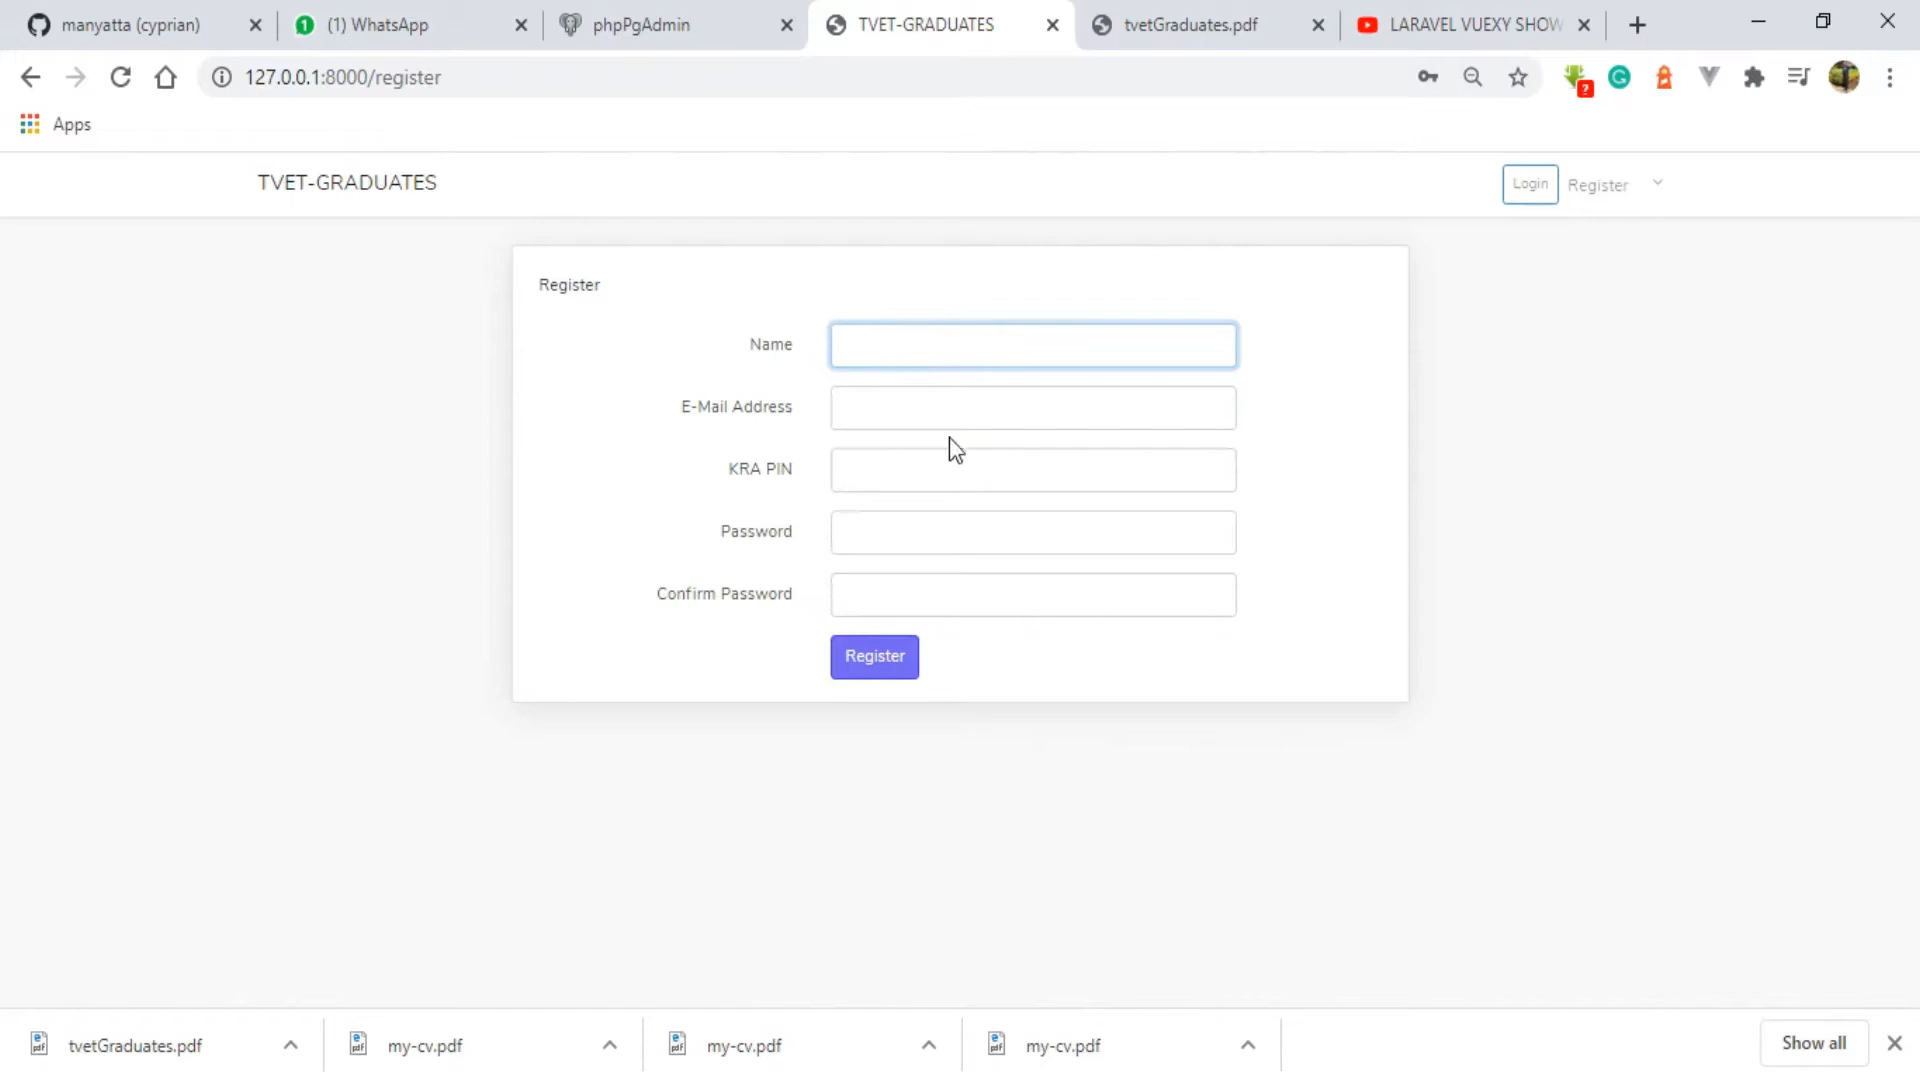 manyatta (cyprian)
1 (1) WhatsApp
phpPgAdmin
TVET-GRADUATES
tvetGraduates.pdf
LARAVEL VUEXY SHOW
127.0.0.1:8000/register
?
Apps
TVET-GRADUATES
Login
Register
Register
Name
E-Mail Address
KRA PIN
Password
Confirm Password
Register
tvetGraduates.pdf
my-cv.pdf
my-cv.pdf
my-cv.pdf
Show all